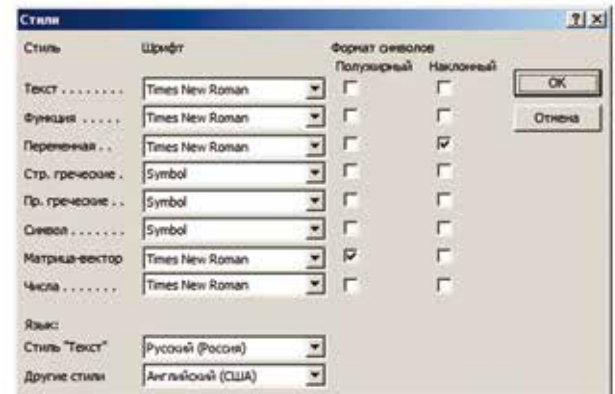 Стили
Стиль Шрифт Формат символов
Полужирный Наклонный
Текст . . . . . . . . Times New Roman OK
Функция . . . . . Times New Roman Отмена
Переменная . . Times New Roman
Стр. греческие . Symbol
Пр. греческие . . Symbol
Символ . . . . . . . Symbol
Матрица-вектор Times New Roman
Числа . . . . . . . Times New Roman
Язык:
Стиль "Текст" Русский (Россия)
Другие стили Английский (США)